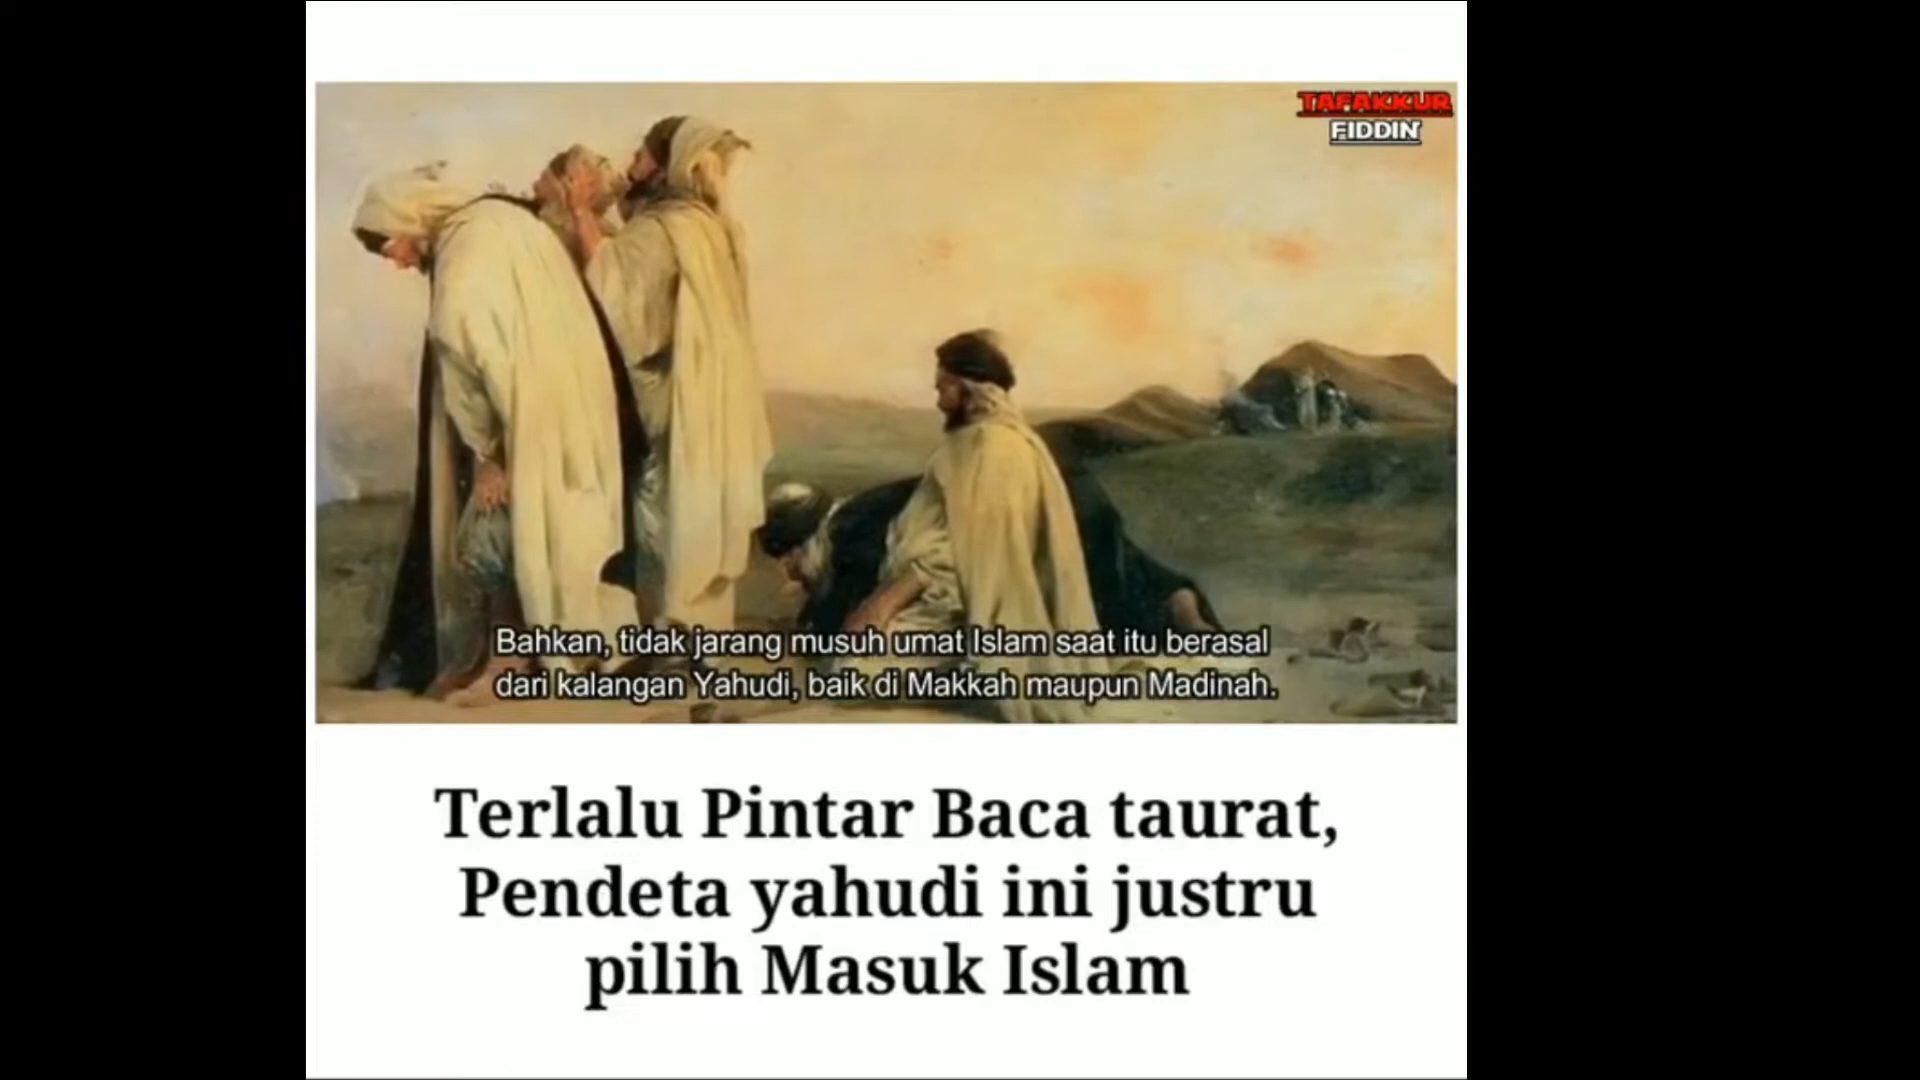 TAFAKKUR
FIDDIN
Bahkan, tidak jarang musuh umat Islam saat itu berasal
dari kalangan Yahudi, baik di Makkah maupun Madinah.
Terlalu Pintar Baca taurat,
Pendeta yahudi ini justru
pilih Masuk Islam